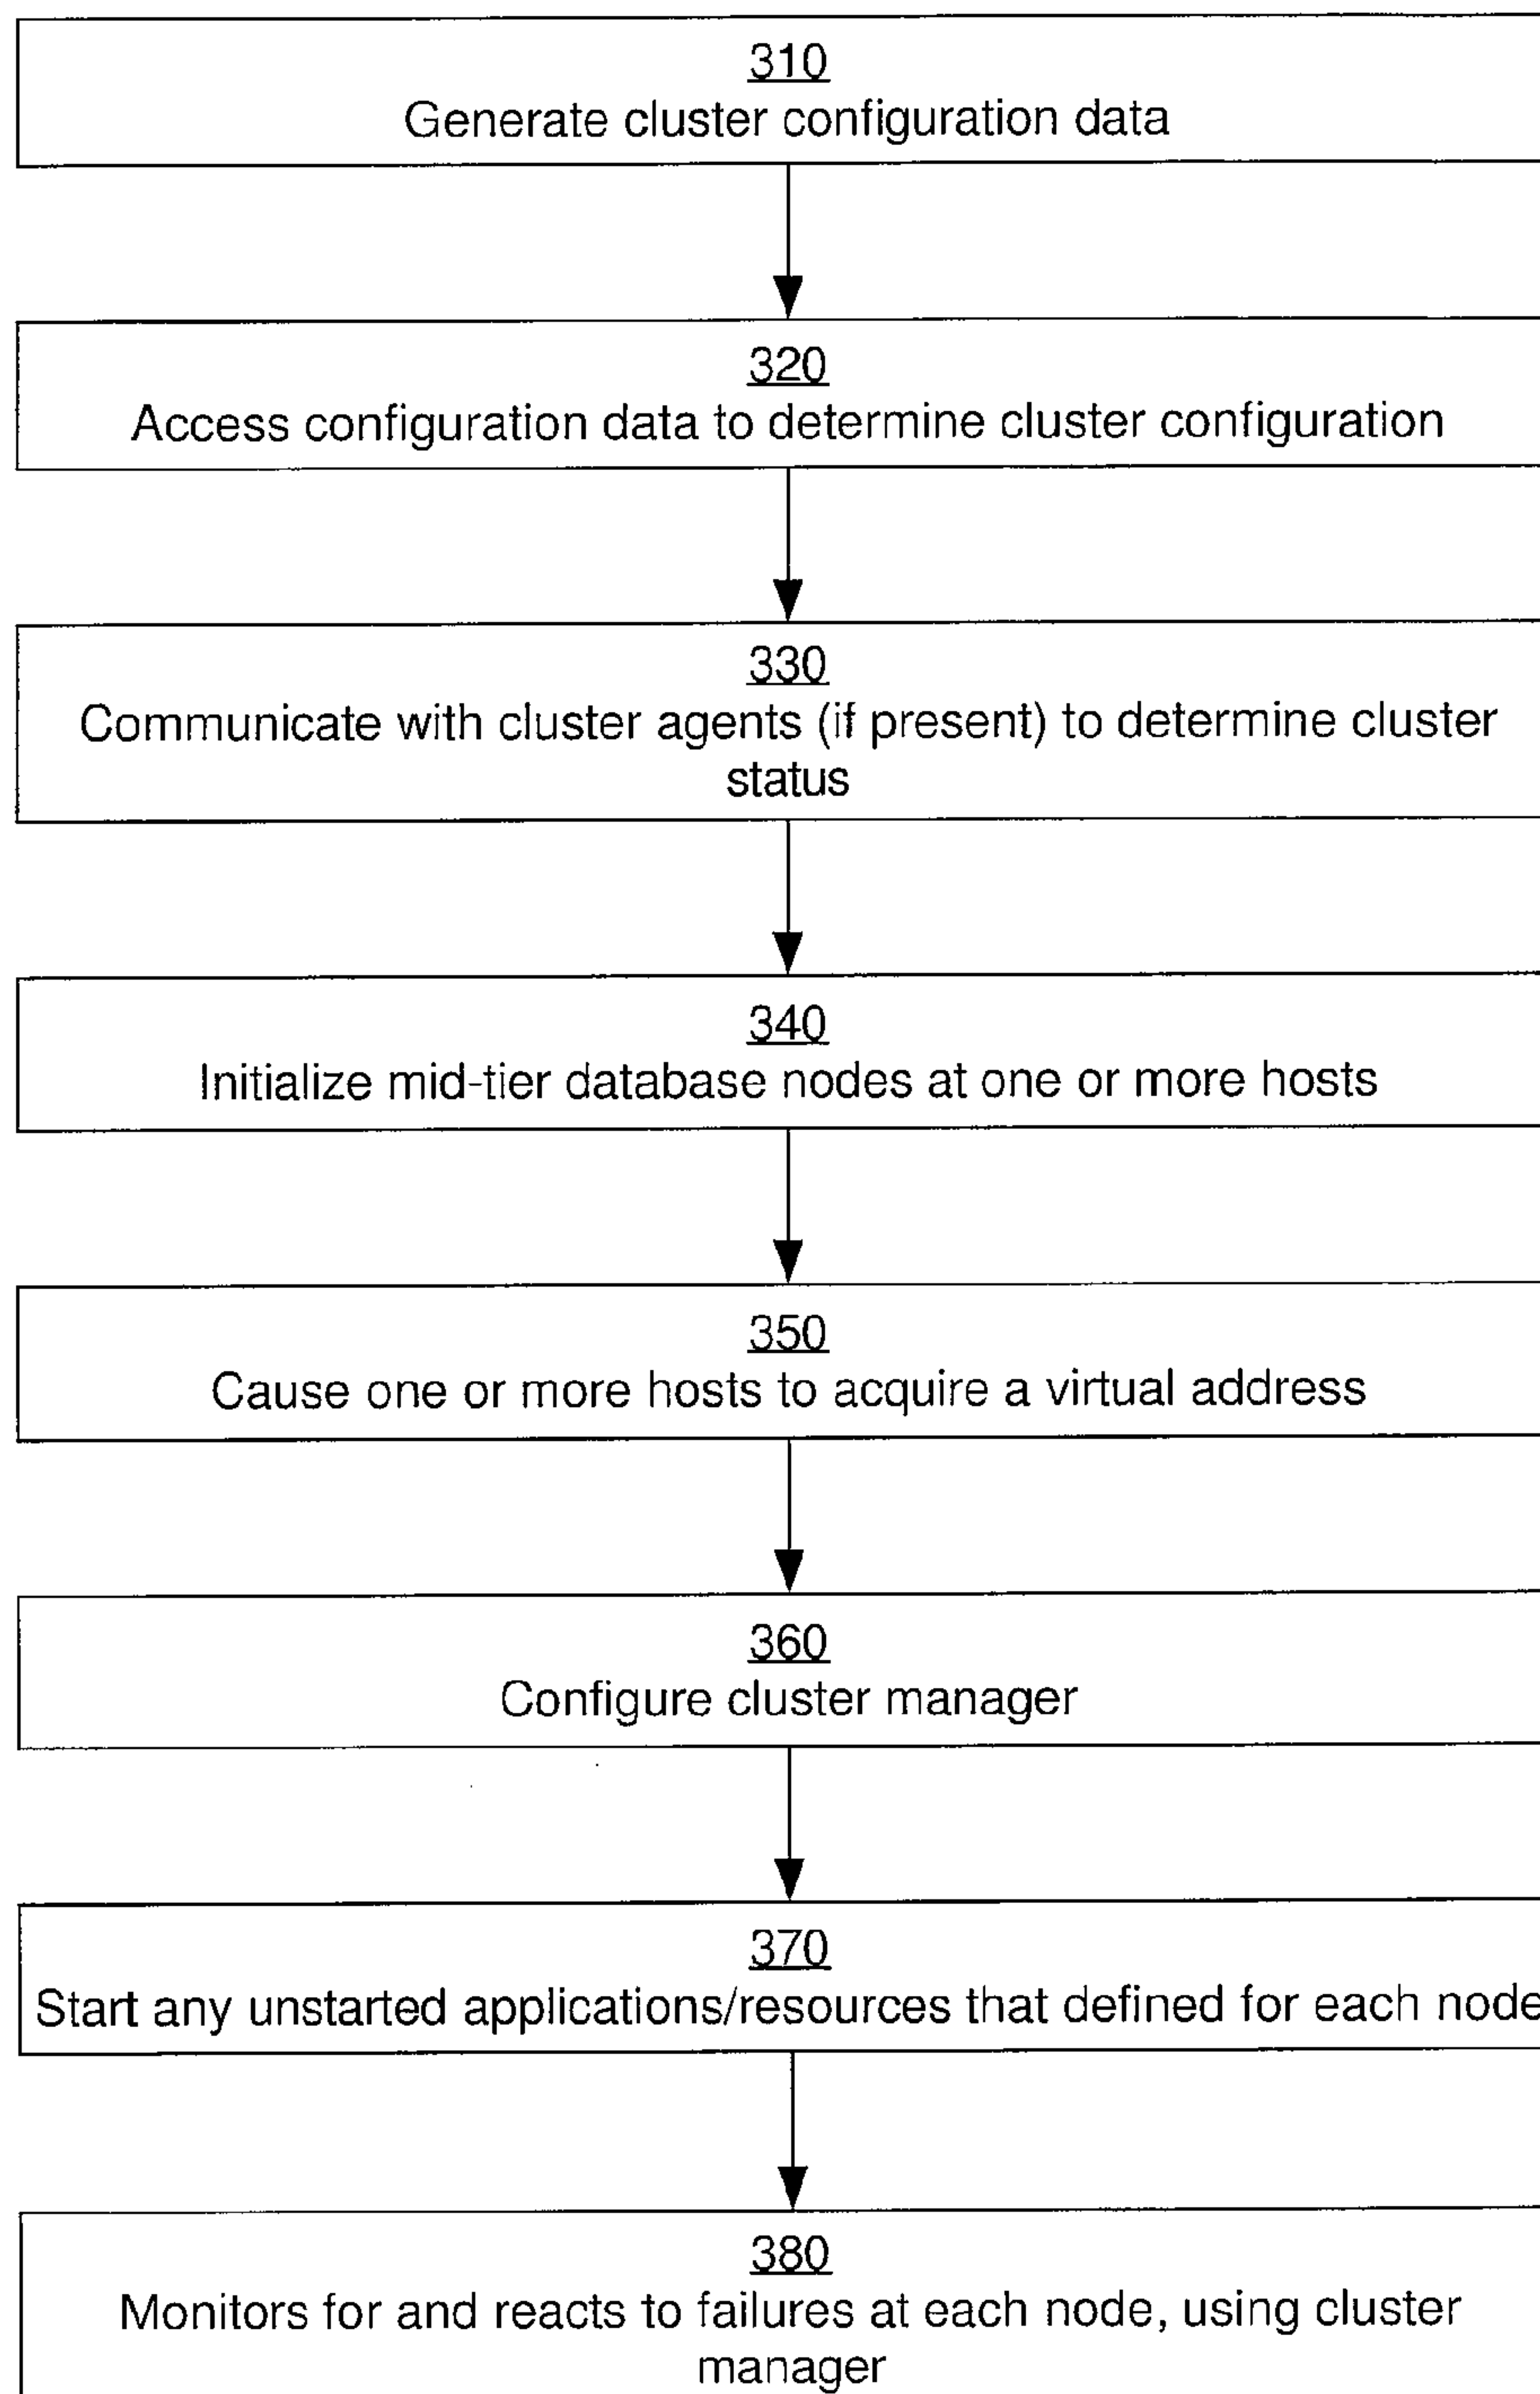 310
Generate cluster configuration data
320
Access configuration data to determine cluster configuration
330
Communicate with cluster agents (if present) to determine cluster
status
340
Initialize mid-tier database nodes at one or more hosts
350
Cause one or more hosts to acquire a virtual address
360
Configure cluster manager
370
Start any unstarted applications/resources that defined for each node
380
Monitors for and reacts to failures at each node, using cluster
manager